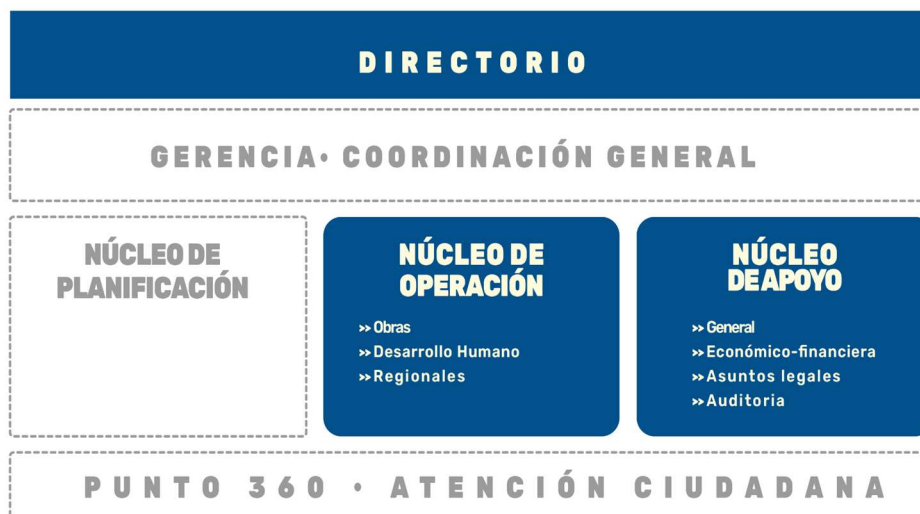 DIRECTORIO
GERENCIA• COORDINACIÓN GENERAL
NÚCLEO DE
PLANIFICACIÓN
NÚCLEO DE
OPERACIÓN
»Obras
»Desarrollo Humano
»Regionales
NÚCLEO
DE APOYO
»General
»Económico-financiera
»Asuntos legales
»Auditoria
PUNTO 360 • ATENCIÓN CIUDADANA